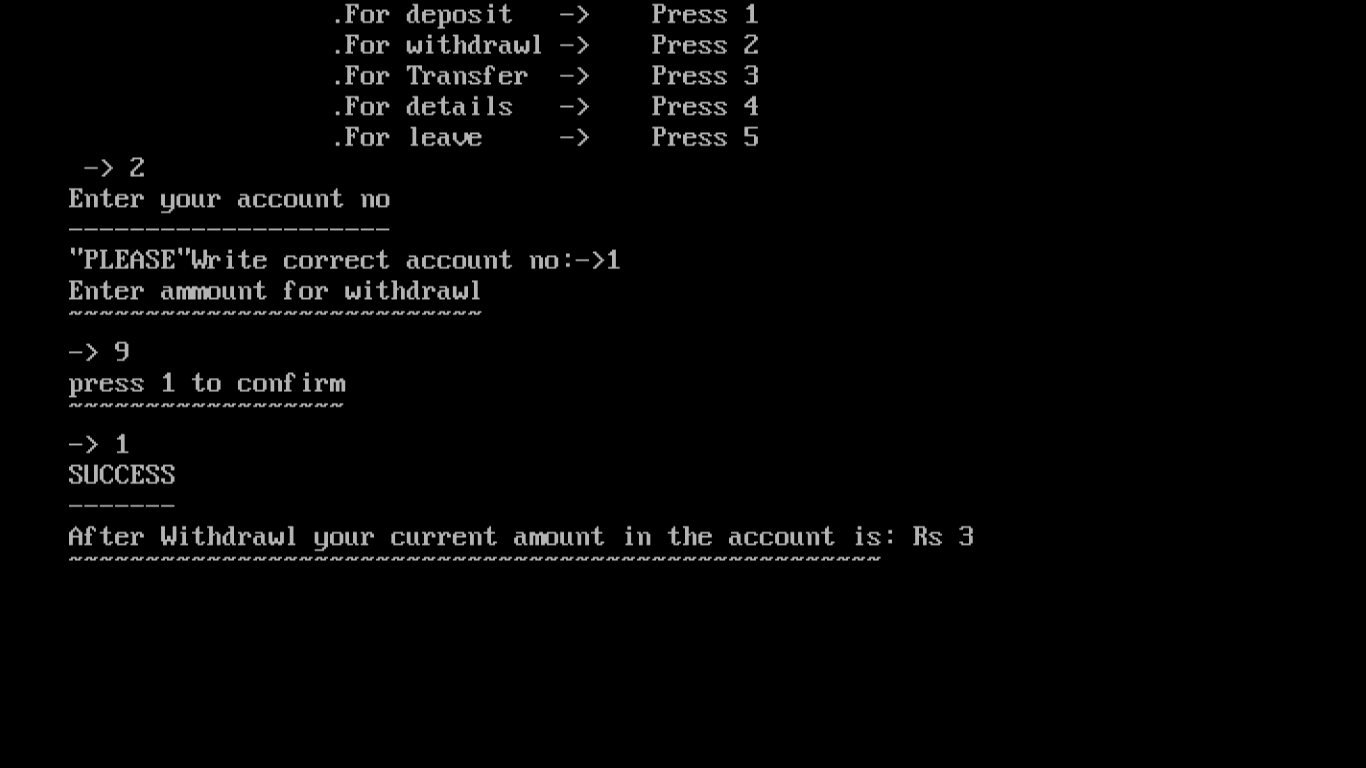 .For deposit   ->    Press 1
.For withdrawl ->    Press 2
.For Transfer  ->    Press 3
.For details   ->    Press 4
.For leave     ->    Press 5
-> 2
Enter your account no
---------------------
"PLEASE"Write correct account no:->1
Enter ammount for withdrawl
~~~~~~~~~~~~~~~~~~~~~~~~~~~
-> 9
press 1 to confirm
~~~~~~~~~~~~~~~~~~
-> 1
SUCCESS
-------
After Withdrawl your current amount in the account is: Rs 3
~~~~~~~~~~~~~~~~~~~~~~~~~~~~~~~~~~~~~~~~~~~~~~~~~~~~~